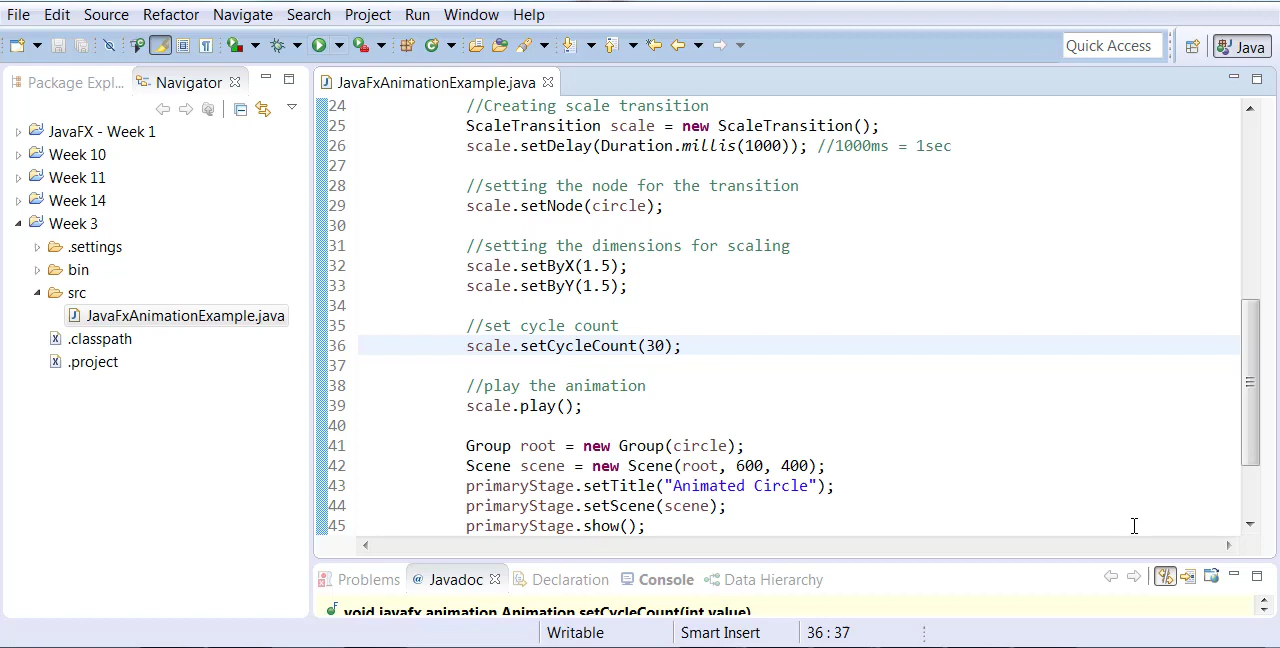 File Edit Source Refactor Navigate Search Project Run Window Help
Quick Access Java
Package Expl... Navigator JavaFxAnimationExample.java
JavaFX - Week 1
Week 10
Week 11
Week 14
Week 3
.settings
bin
src
JavaFxAnimationExample.java
.classpath
.project
24 //Creating scale transition
25 ScaleTransition scale = new ScaleTransition();
26 scale.setDelay(Duration.millis(1000)); //1000ms = 1sec
27
28 //setting the node for the transition
29 scale.setNode(circle);
30
31 //setting the dimensions for scaling
32 scale.setByX(1.5);
33 scale.setByY(1.5);
34
35 //set cycle count
36 scale.setCycleCount(30);
37
38 //play the animation
39 scale.play();
40
41 Group root = new Group(circle);
42 Scene scene = new Scene(root, 600, 400);
43 primaryStage.setTitle("Animated Circle");
44 primaryStage.setScene(scene);
45 primaryStage.show();
Problems @ Javadoc Declaration Console Data Hierarchy
void javafx.animation.Animation.setCycleCount(int value)
Writable Smart Insert 36 : 37